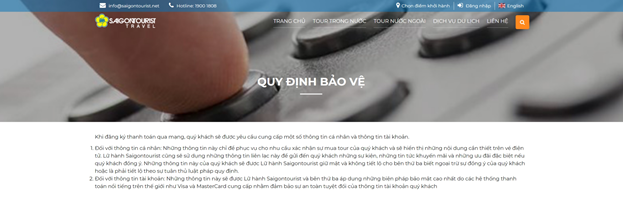 info@saigontourist.net Hotline: 1900 1808 Chọn điểm khởi hành Đăng nhập English
SAIGONTOURIST
TRAVEL
TRANG CHỦ TOUR TRONG NƯỚC TOUR NƯỚC NGOÀI DỊCH VỤ DU LỊCH LIÊN HỆ
QUY ĐỊNH BẢO VỆ
Khi đăng ký thanh toán qua mạng, quý khách sẽ được yêu cầu cung cấp một số thông tin cá nhân và thông tin tài khoản.
1. Đối với thông tin cá nhân: Những thông tin này chỉ để phục vụ cho nhu cầu xác nhận sự mua tour của quý khách và sẽ hiển thị những nội dung cần thiết trên vé điện
tử. Lữ hành Saigontourist cũng sẽ sử dụng những thông tin liên lạc này để gửi đến quý khách những sự kiện, những tin tức khuyến mãi và những ưu đãi đặc biệt nếu
quý khách đồng ý. Những thông tin này của quý khách sẽ được Lữ hành Saigontourist giữ mật và không tiết lộ cho bên thứ ba biết ngoại trừ sự đồng ý của quý khách
hoặc là phải tiết lộ theo sự tuân thủ luật pháp quy định.
2. Đối với thông tin tài khoản: Những thông tin này sẽ được Lữ hành Saigontourist và bên thứ ba áp dụng những biện pháp bảo mật cao nhất do các hệ thống thanh
toán nổi tiếng trên thế giới như Visa và MasterCard cung cấp nhằm đảm bảo sự an toàn tuyệt đối của thông tin tài khoản quý khách